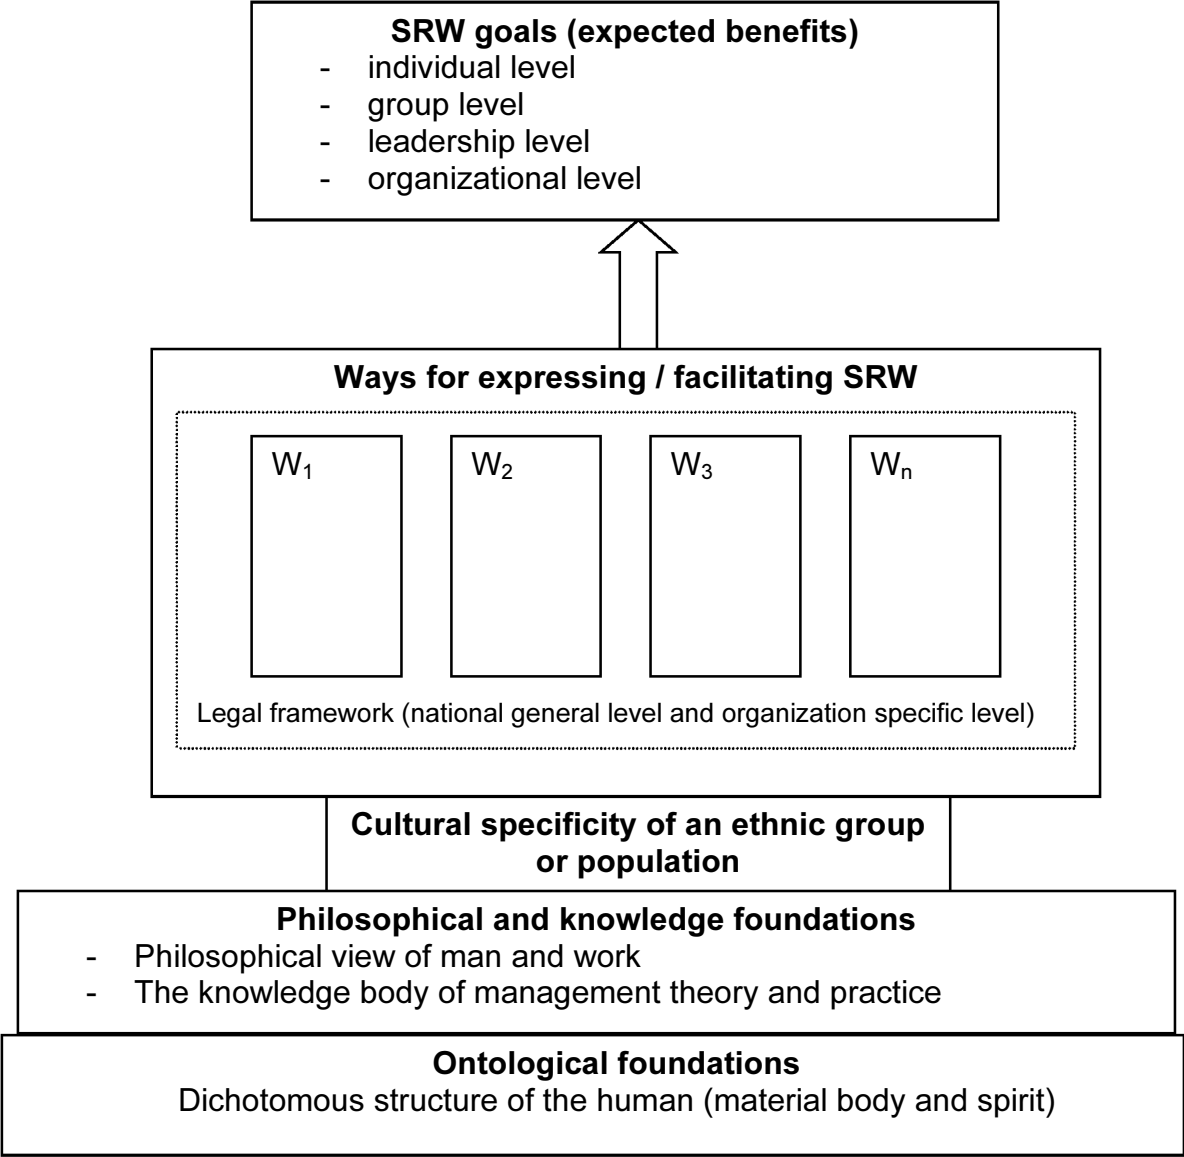 SRW goals (expected benefits)
- individual level
- group level
- leadership level
- organizational level
Ways for expressing / facilitating SRW
W₁ W₂ W₃ Wₙ
Legal framework (national general level and organization specific level)
Cultural specificity of an ethnic group
or population
Philosophical and knowledge foundations
- Philosophical view of man and work
- The knowledge body of management theory and practice
Ontological foundations
Dichotomous structure of the human (material body and spirit)